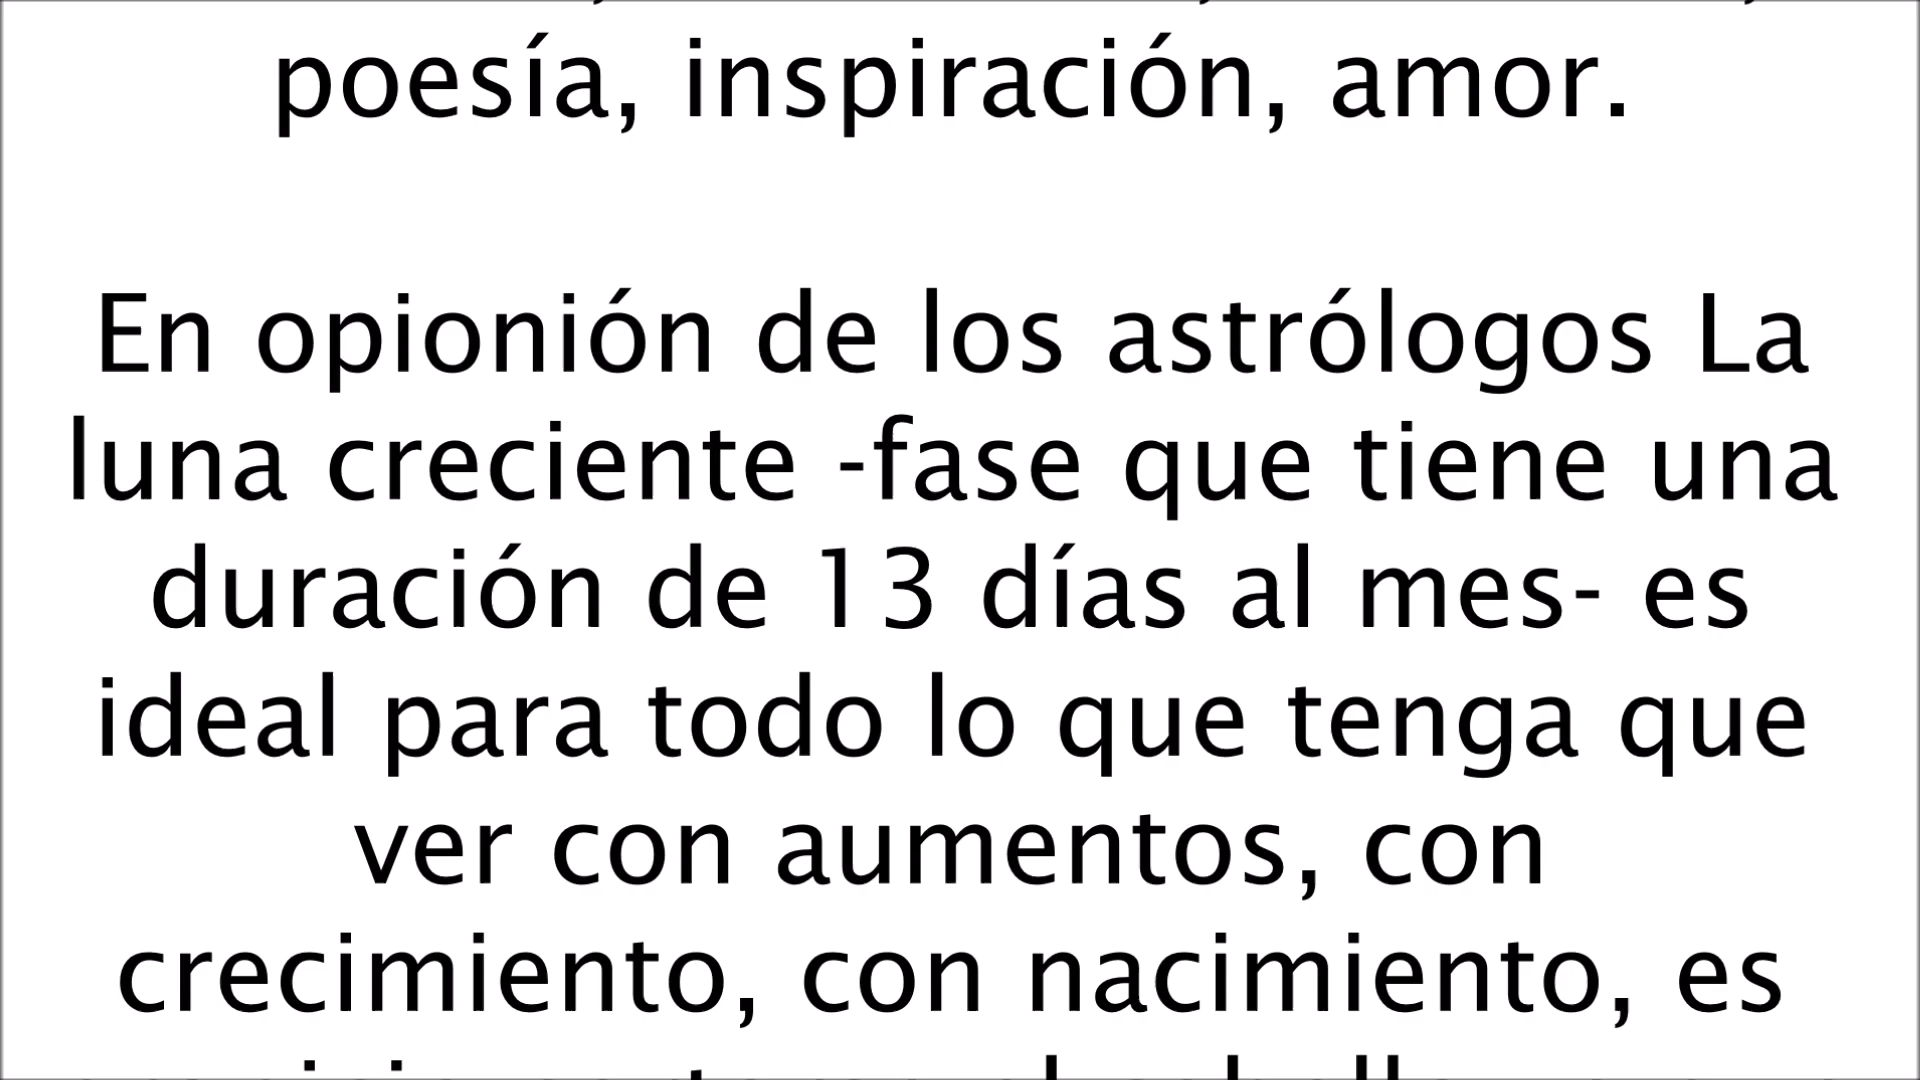 poesía, inspiración, amor.
En opionión de los astrólogos La
luna creciente -fase que tiene una
duración de 13 días al mes- es
ideal para todo lo que tenga que
ver con aumentos, con
crecimiento, con nacimiento, es